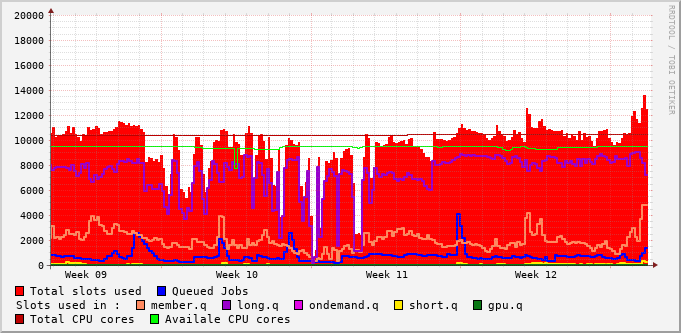 RRDTOOL / TOBI OETIKER
20000
18000
16000
14000
12000
10000
8000
6000
4000
2000
0
Week 09 Week 10 Week 11 Week 12
Total slots used Queued Jobs
Slots used in : member.q long.q ondemand.q short.q gpu.q
Total CPU cores Availale CPU cores